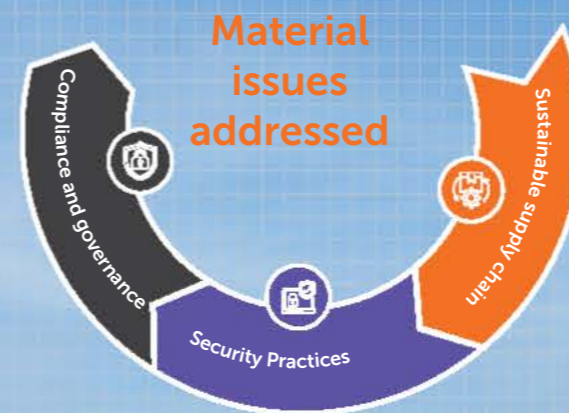 Material
issues
addressed
Compliance and governance
Security Practices
Sustainable supply chain